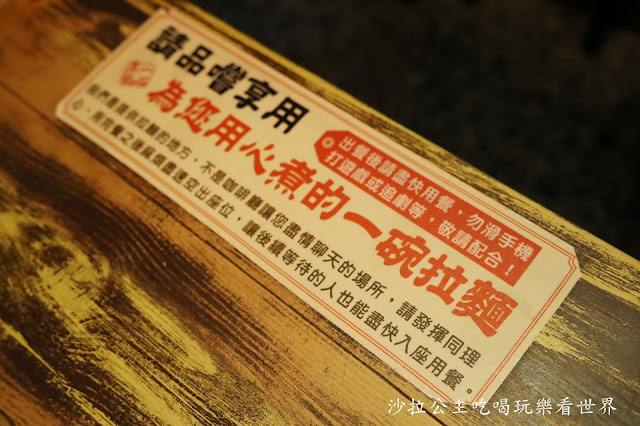 請品嚐享用
為您用心煮的一碗拉麵
出餐後請盡快用餐，勿滑手機
打遊戲或追劇等，敬請配合！
我們是提供拉麵的地方，不是咖啡廳讓您盡情聊天的場所，請發揮同理
心，用餐之後麻煩盡速空出座位，讓後續等待的人也能盡快入座用餐。
沙拉公主吃喝玩樂看世界